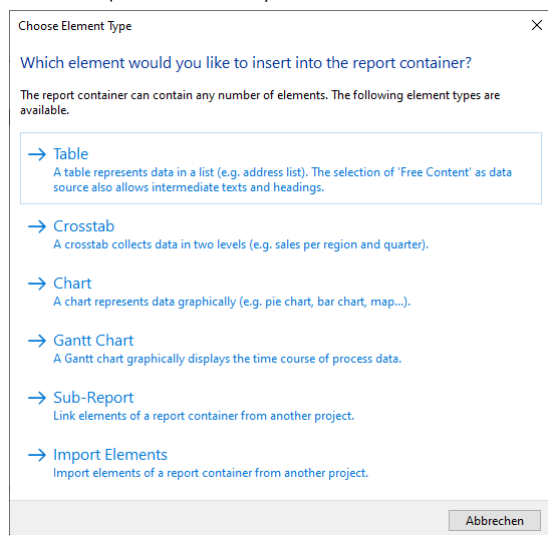 Choose Element Type
Which element would you like to insert into the report container?
The report container can contain any number of elements. The following element types are
available.
Table
A table represents data in a list (e.g. address list). The selection of 'Free Content' as data
source also allows intermediate texts and headings.
Crosstab
A crosstab collects data in two levels (e.g. sales per region and quarter).
Chart
A chart represents data graphically (e.g. pie chart, bar chart, map...).
Gantt Chart
A Gantt chart graphically displays the time course of process data.
Sub-Report
Link elements of a report container from another project.
Import Elements
Import elements of a report container from another project.
Abbrechen